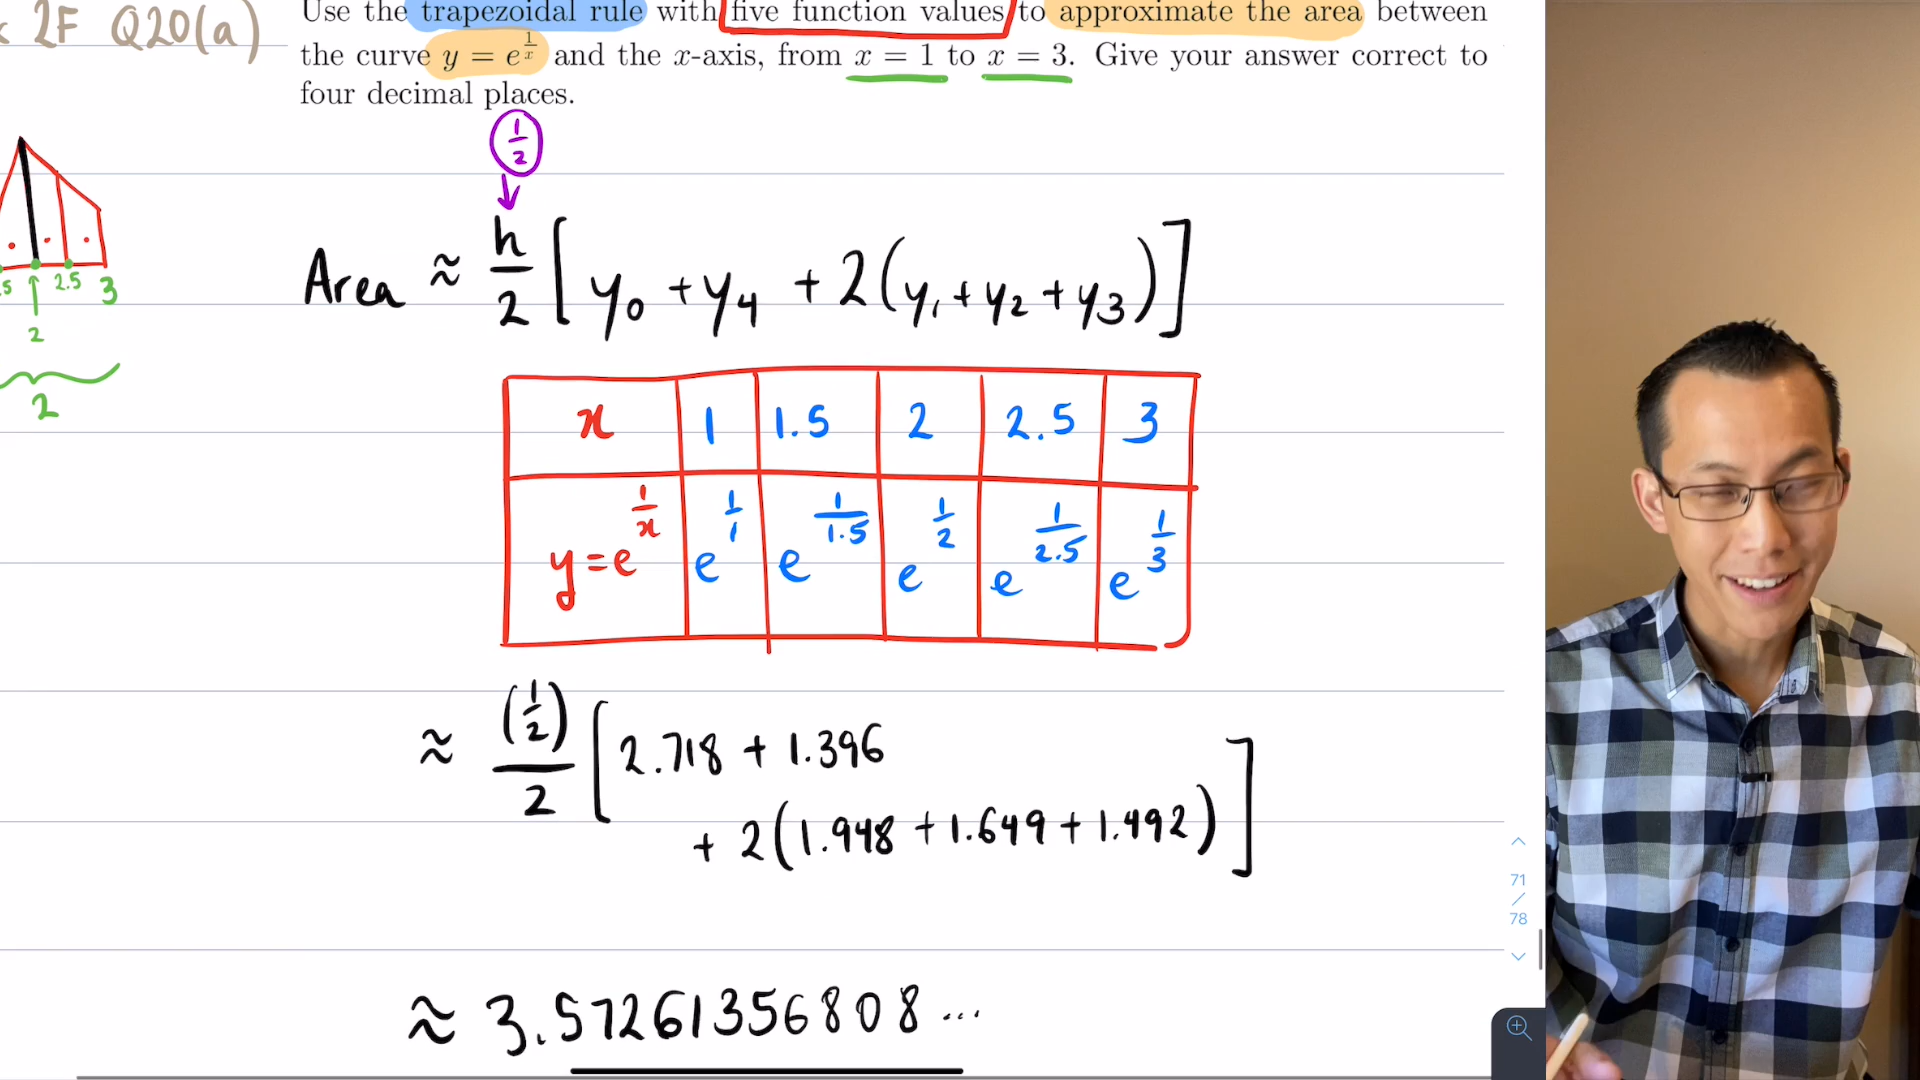 2F Q20(a)
Use the trapezoidal rule with five function values to approximate the area between
the curve y = e^{1/x} and the x-axis, from x = 1 to x = 3. Give your answer correct to
four decimal places.
1/2
Area ≈ h/2 [y₀ + y₄ + 2(y₁ + y₂ + y₃)]
2.5 3
2
2
x 1 1.5 2 2.5 3
y=e^{1/x} e^{1/1} e^{1/1.5} e^{1/2} e^{1/2.5} e^{1/3}
≈ (1/2)/2 [2.718 + 1.396
+ 2(1.948 + 1.649 + 1.492)]
≈ 3.57261356808...
71
/
78